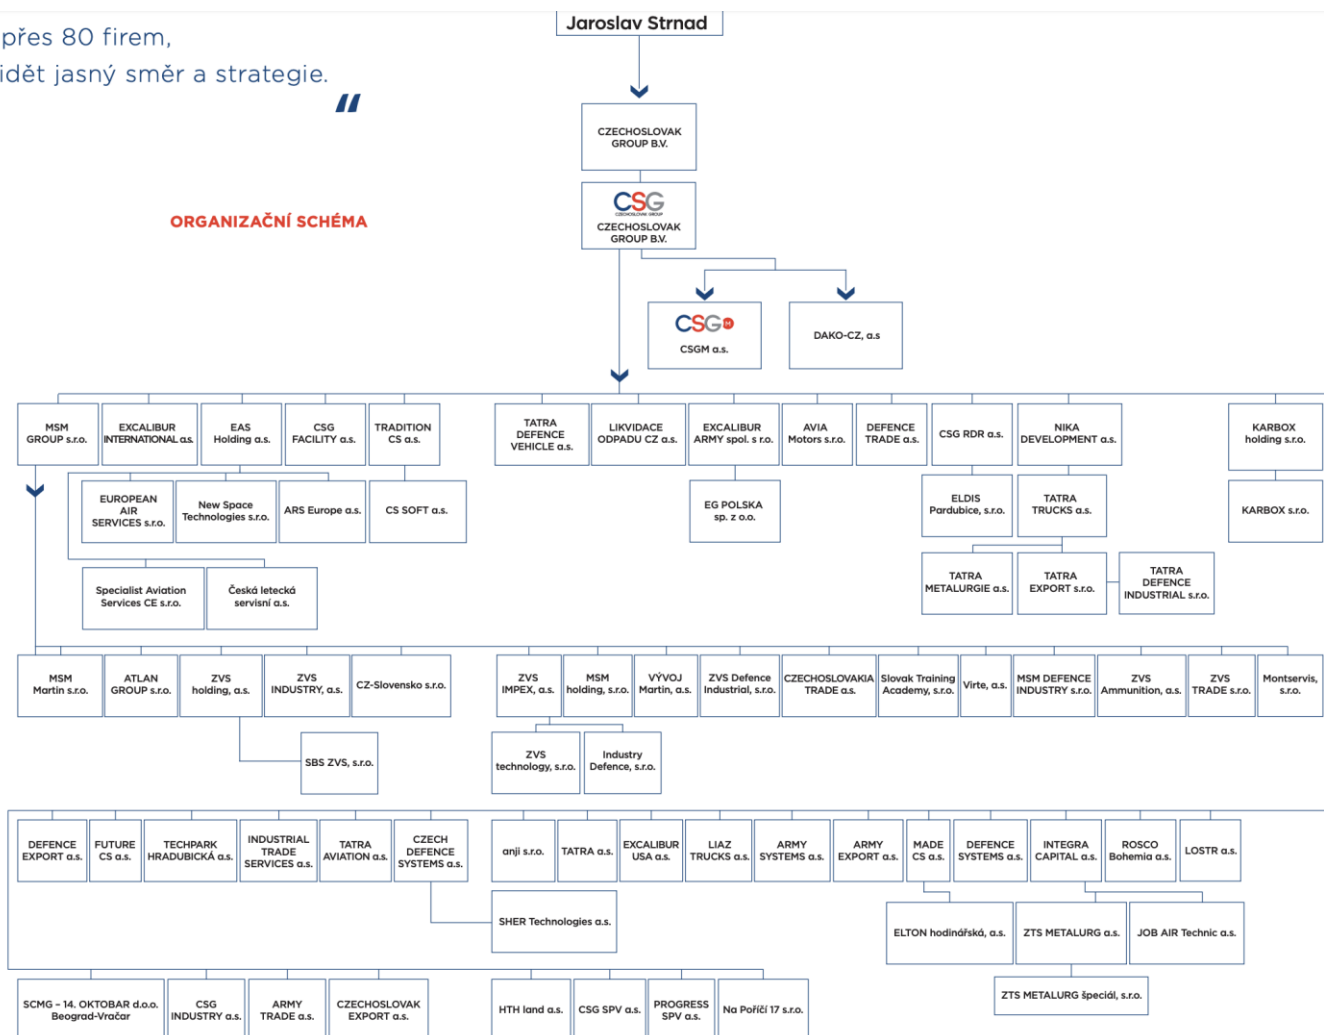 Jaroslav Strnad
přes 80 firem,
idět jasný směr a strategie.
“
CZECHOSLOVAK
GROUP B.V.
ORGANIZAČNÍ SCHÉMA
CSG
CZECHOSLOVAK GROUP
CZECHOSLOVAK
GROUP B.V.
CSG M
CSGM a.s.
DAKO-CZ, a.s
MSM
GROUP s.r.o.
EXCALIBUR
INTERNATIONAL a.s.
EAS
Holding a.s.
CSG
FACILITY a.s.
TRADITION
CS a.s.
TATRA
DEFENCE
VEHICLE a.s.
LIKVIDACE
ODPADU CZ a.s.
EXCALIBUR
ARMY spol. s r.o.
AVIA
Motors s.r.o.
DEFENCE
TRADE a.s.
CSG RDR a.s.
NIKA
DEVELOPMENT a.s.
KARBOX
holding s.r.o.
EUROPEAN
AIR
SERVICES s.r.o.
New Space
Technologies s.r.o.
ARS Europe a.s.
CS SOFT a.s.
EG POLSKA
sp. z o.o.
ELDIS
Pardubice, s.r.o.
TATRA
TRUCKS a.s.
KARBOX s.r.o.
Specialist Aviation
Services CE s.r.o.
Česká letecká
servisní a.s.
TATRA
METALURGIE a.s.
TATRA
EXPORT s.r.o.
TATRA
DEFENCE
INDUSTRIAL s.r.o.
MSM
Martin s.r.o.
ATLAN
GROUP s.r.o.
ZVS
holding, a.s.
ZVS
INDUSTRY, a.s.
CZ-Slovensko s.r.o.
ZVS
IMPEX, a.s.
MSM
holding, s.r.o.
VÝVOJ
Martin, a.s.
ZVS Defence
Industrial, s.r.o.
CZECHOSLOVAKIA
TRADE a.s.
Slovak Training
Academy, s.r.o.
Virte, a.s.
MSM DEFENCE
INDUSTRY s.r.o.
ZVS
Ammunition, a.s.
ZVS
TRADE s.r.o.
Montservis,
s.r.o.
SBS ZVS, s.r.o.
ZVS
technology, s.r.o.
Industry
Defence, s.r.o.
DEFENCE
EXPORT a.s.
FUTURE
CS a.s.
TECHPARK
HRADUBICKÁ a.s.
INDUSTRIAL
TRADE
SERVICES a.s.
TATRA
AVIATION a.s.
CZECH
DEFENCE
SYSTEMS a.s.
anji s.r.o.
TATRA a.s.
EXCALIBUR
USA a.s.
LIAZ
TRUCKS a.s.
ARMY
SYSTEMS a.s.
ARMY
EXPORT a.s.
MADE
CS a.s.
DEFENCE
SYSTEMS a.s.
INTEGRA
CAPITAL a.s.
ROSCO
Bohemia a.s.
LOSTR a.s.
SHER Technologies a.s.
ELTON hodinářská, a.s.
ZTS METALURG a.s.
JOB AIR Technic a.s.
ZTS METALURG špeciál, s.r.o.
SCMG – 14. OKTOBAR d.o.o.
Beograd-Vračar
CSG
INDUSTRY a.s.
ARMY
TRADE a.s.
CZECHOSLOVAK
EXPORT a.s.
HTH land a.s.
CSG SPV a.s.
PROGRESS
SPV a.s.
Na Poříčí 17 s.r.o.